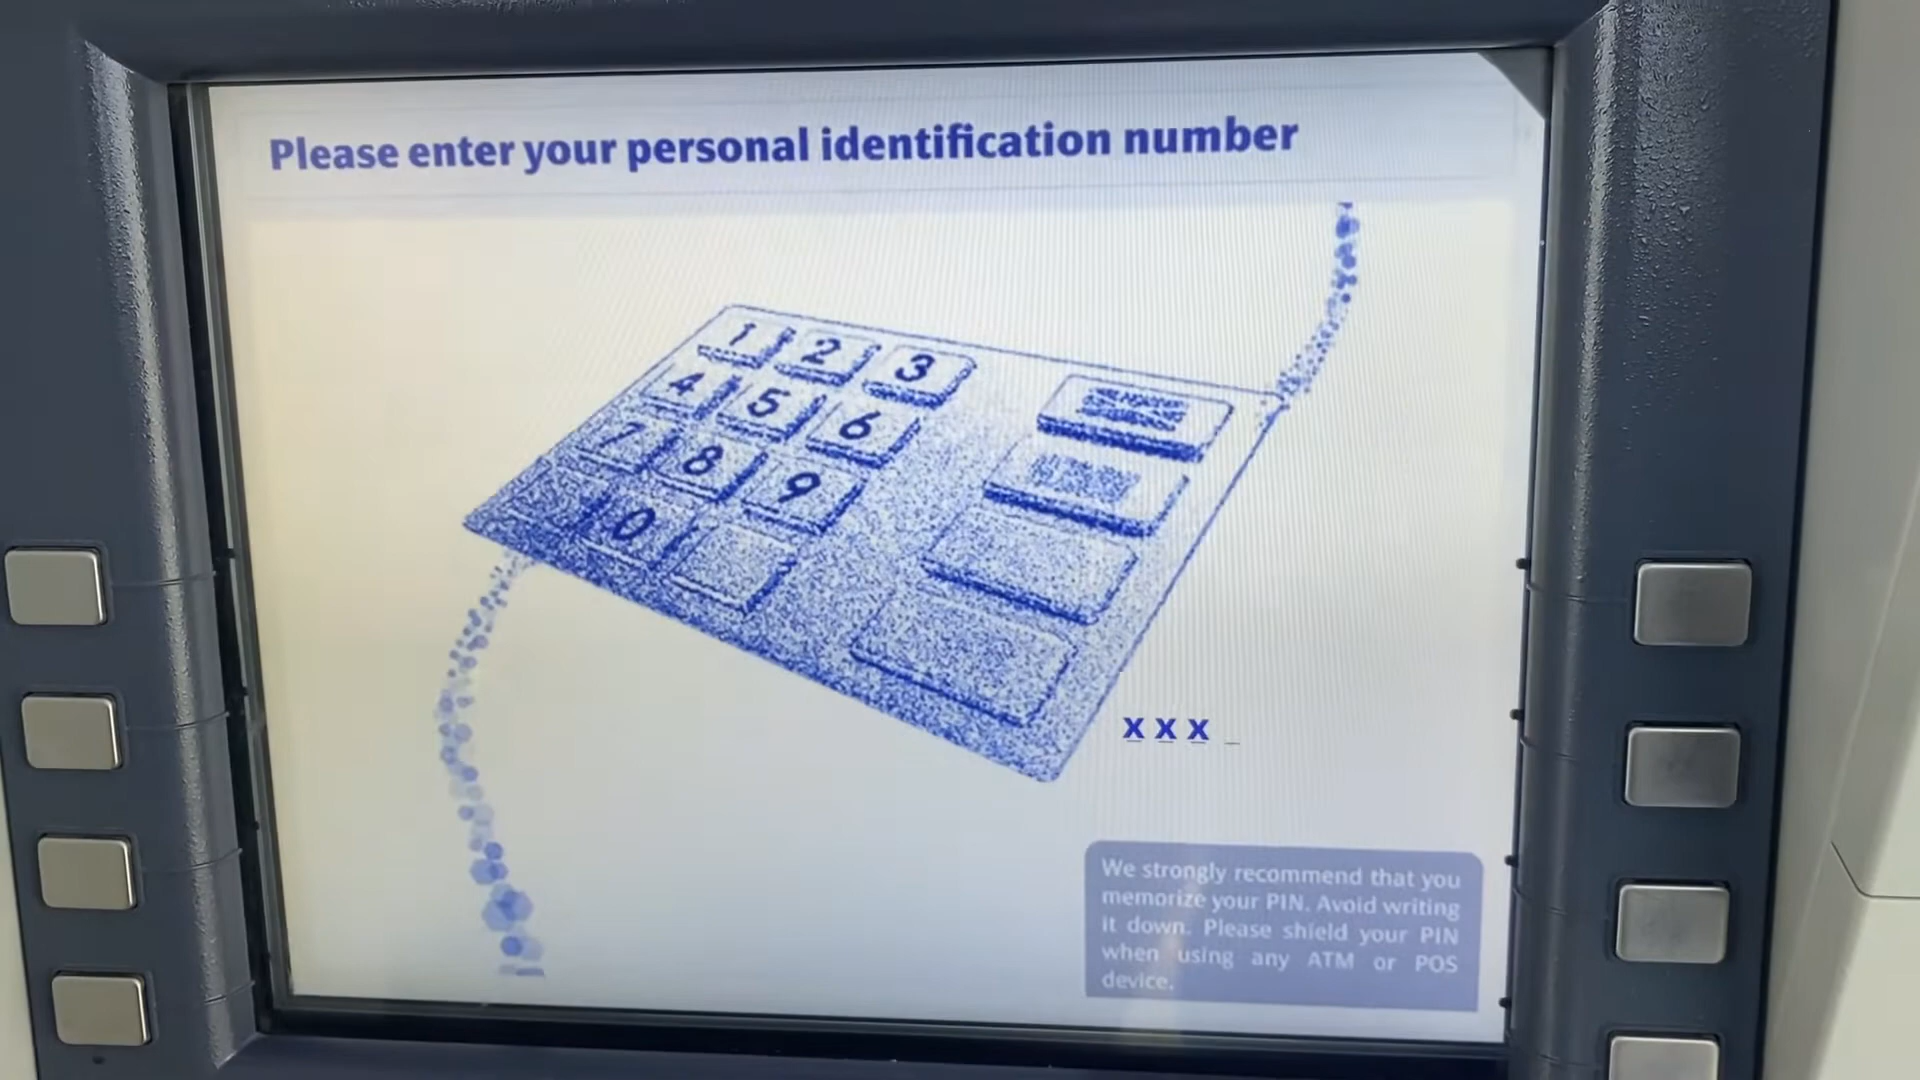 Please enter your personal identification number
1 2 3
4 5 6
7 8 9
0
X X X _
We strongly recommend that you
memorize your PIN. Avoid writing
it down. Please shield your PIN
when using any ATM or POS
device.